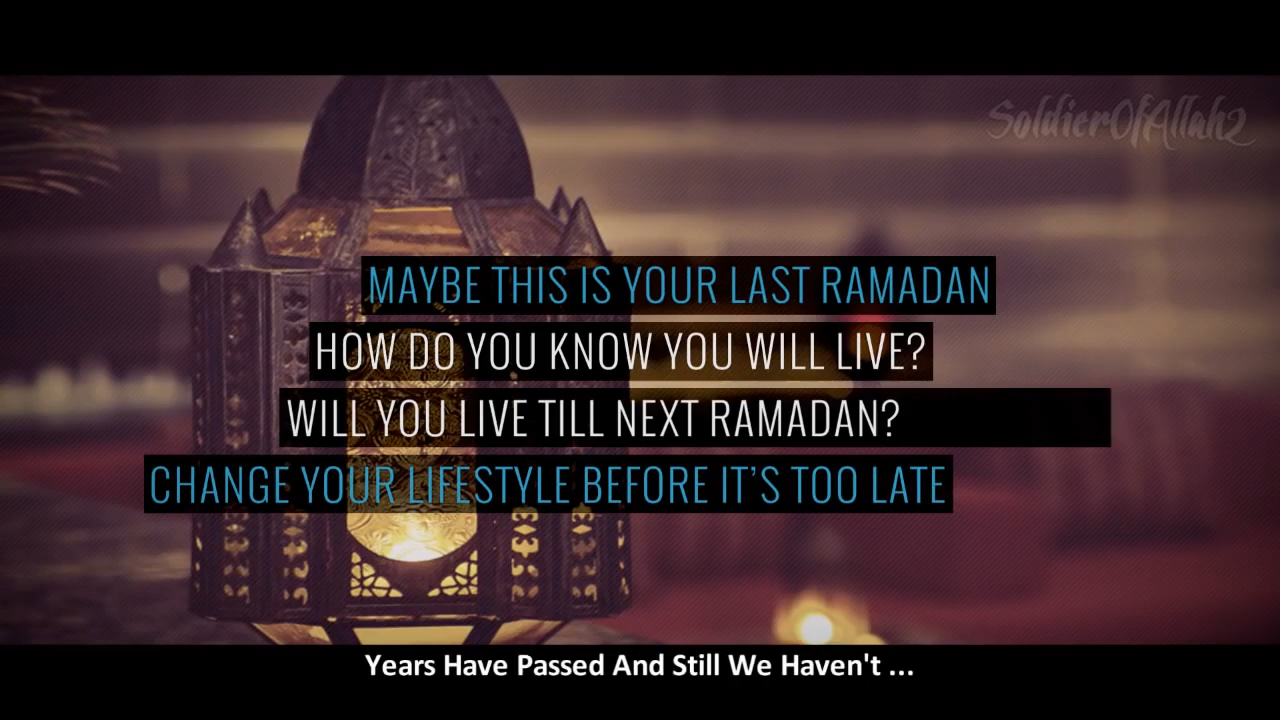 SoldierOfAllah2
MAYBE THIS IS YOUR LAST RAMADAN
HOW DO YOU KNOW YOU WILL LIVE?
WILL YOU LIVE TILL NEXT RAMADAN?
CHANGE YOUR LIFESTYLE BEFORE IT’S TOO LATE
Years Have Passed And Still We Haven't ...